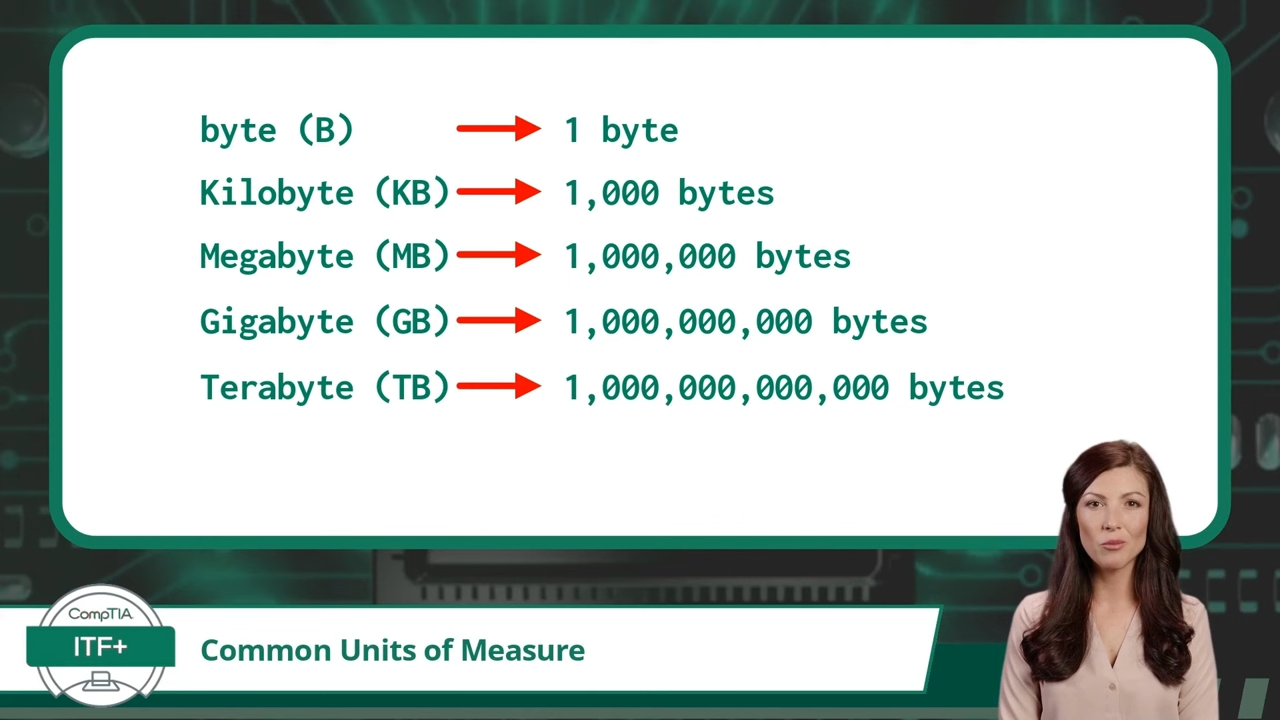 byte (B) 1 byte
Kilobyte (KB) 1,000 bytes
Megabyte (MB) 1,000,000 bytes
Gigabyte (GB) 1,000,000,000 bytes
Terabyte (TB) 1,000,000,000,000 bytes
CompTIA.
ITF+
Common Units of Measure